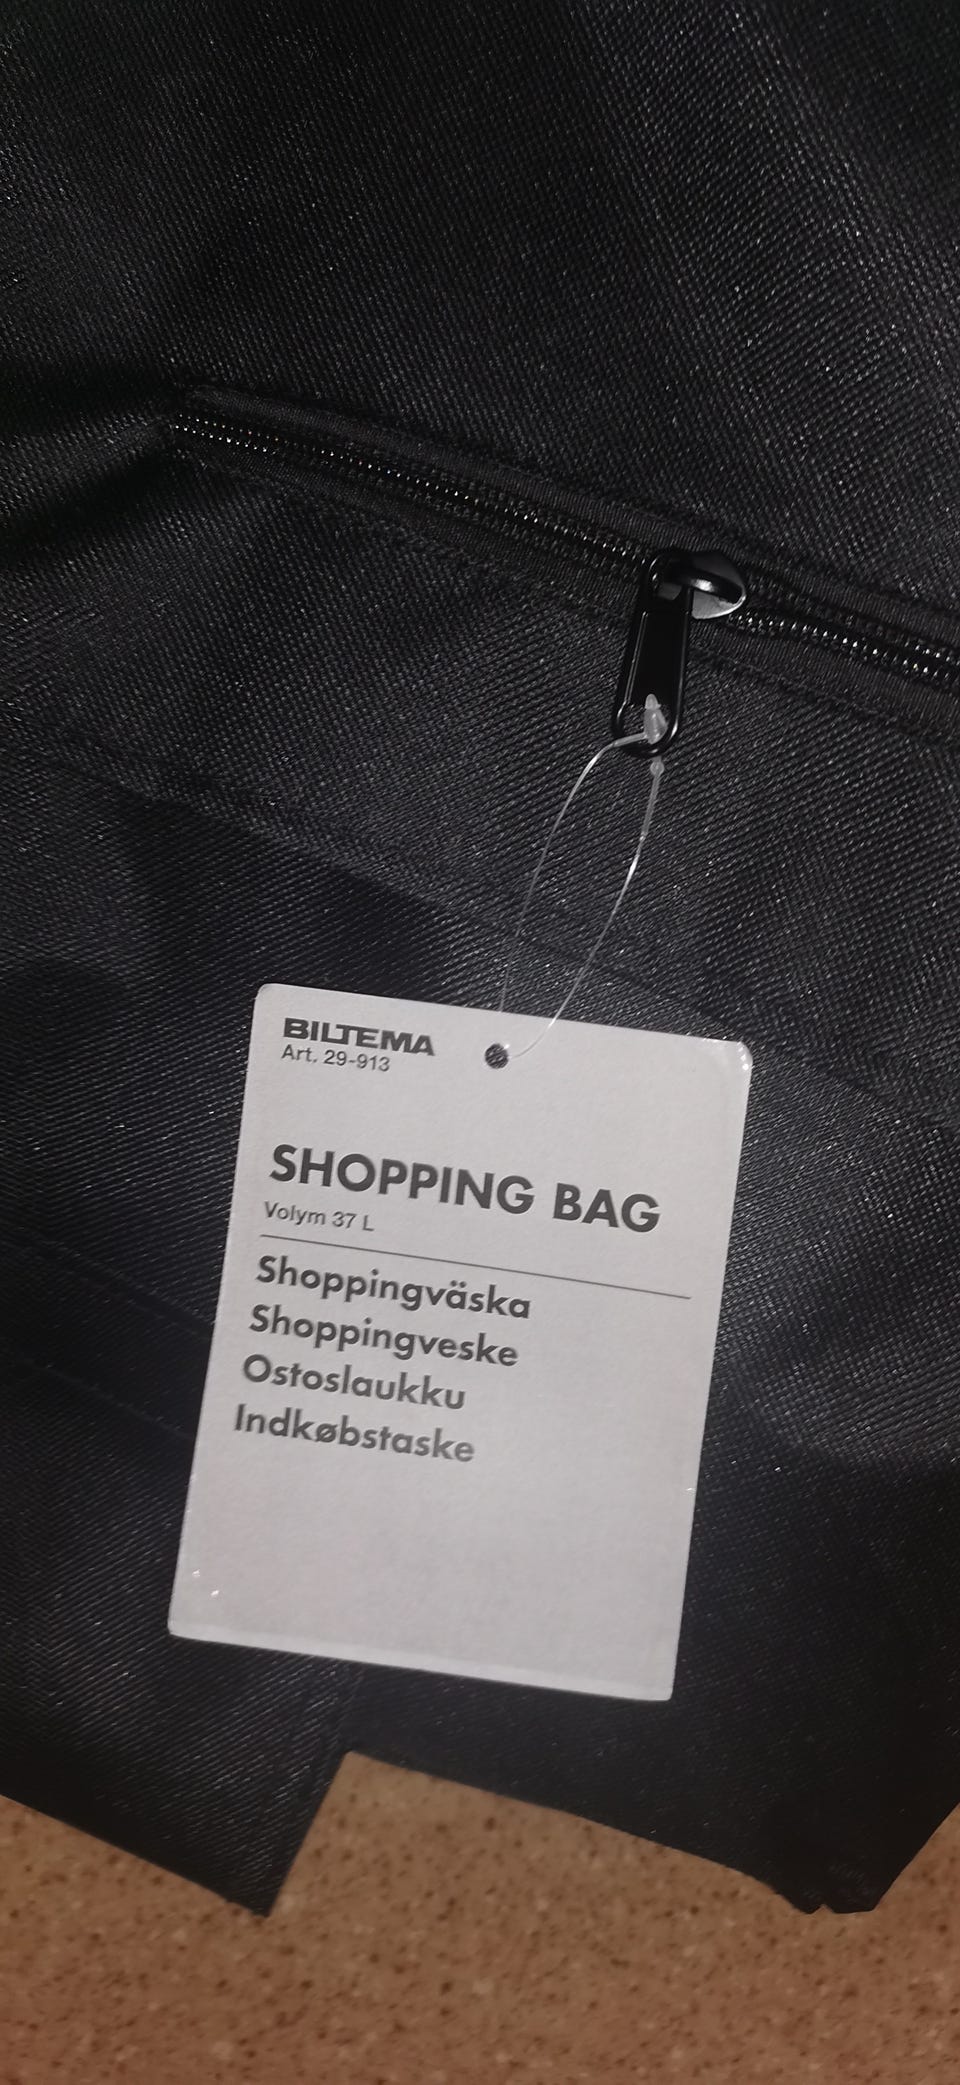 BILTEMA
Art. 29-913
SHOPPING BAG
Volym 37 L
Shoppingväska
Shoppingveske
Ostoslaukku
Indkøbstaske